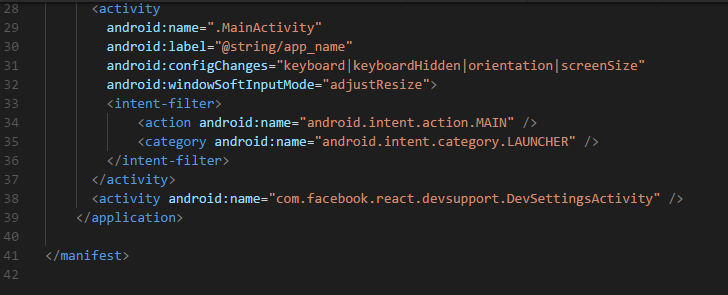 28 <activity
29 android:name=".MainActivity"
30 android:label="@string/app_name"
31 android:configChanges="keyboard|keyboardHidden|orientation|screenSize"
32 android:windowSoftInputMode="adjustResize">
33 <intent-filter>
34 <action android:name="android.intent.action.MAIN" />
35 <category android:name="android.intent.category.LAUNCHER" />
36 </intent-filter>
37 </activity>
38 <activity android:name="com.facebook.react.devsupport.DevSettingsActivity" />
39 </application>
40
41 </manifest>
42